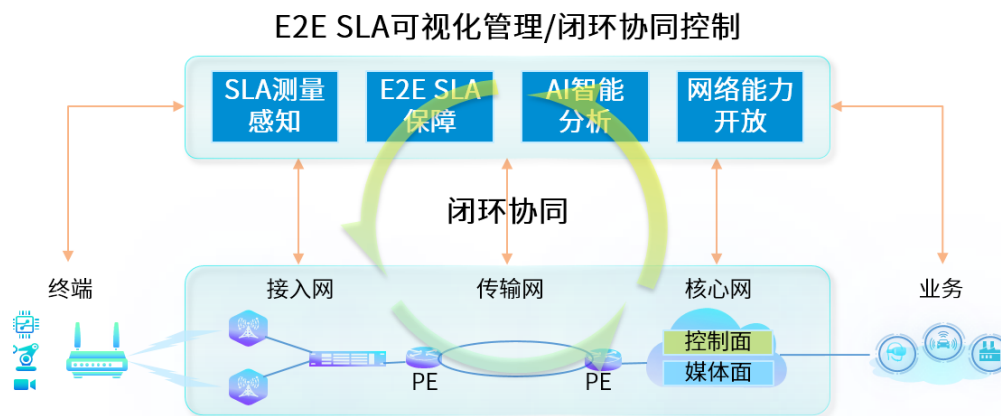 E2E SLA可视化管理/闭环协同控制
SLA测量
感知
E2E SLA
保障
AI智能
分析
网络能力
开放
闭环协同
终端
接入网
传输网
核心网
业务
控制面
媒体面
PE
PE